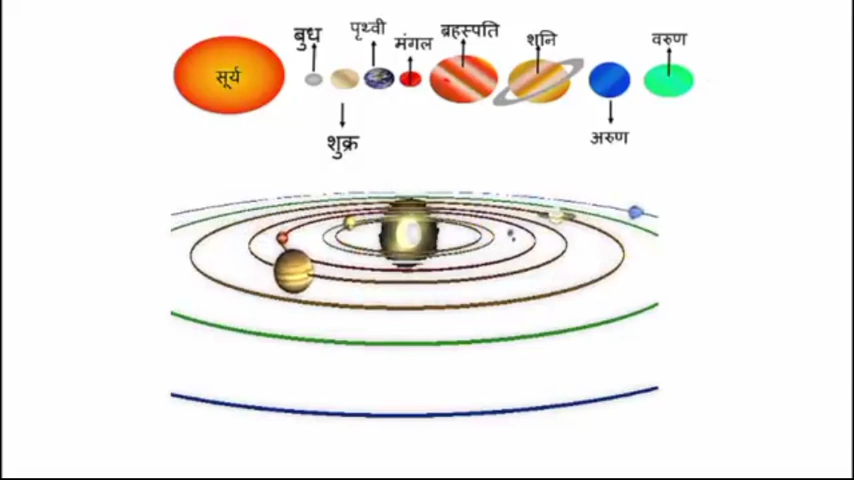 सूर्य
बुध
शुक्र
पृथ्वी
मंगल
ब्रहस्पति
शनि
अरुण
वरुण